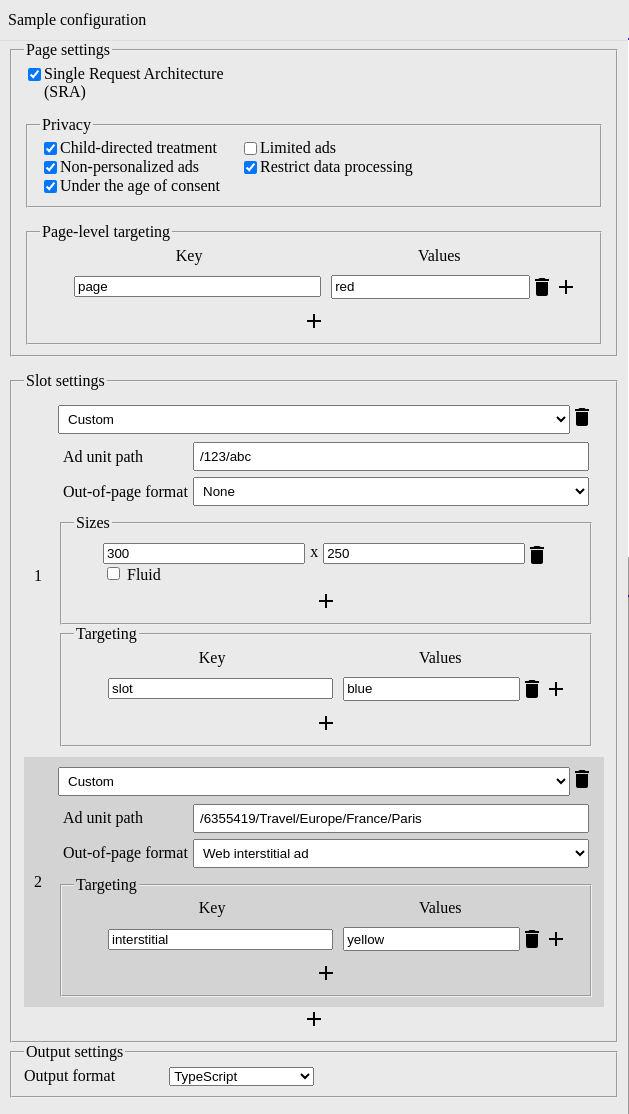 Sample configuration
Page settings
Single Request Architecture
(SRA)
Privacy
Child-directed treatment Limited ads
Non-personalized ads Restrict data processing
Under the age of consent
Page-level targeting
Key Values
page red
Slot settings
Custom
Ad unit path /123/abc
Out-of-page format None
Sizes
300 x 250
1
Fluid
Targeting
Key Values
slot blue
Custom
Ad unit path /6355419/Travel/Europe/France/Paris
Out-of-page format Web interstitial ad
2
Targeting
Key Values
interstitial yellow
Output settings
Output format TypeScript